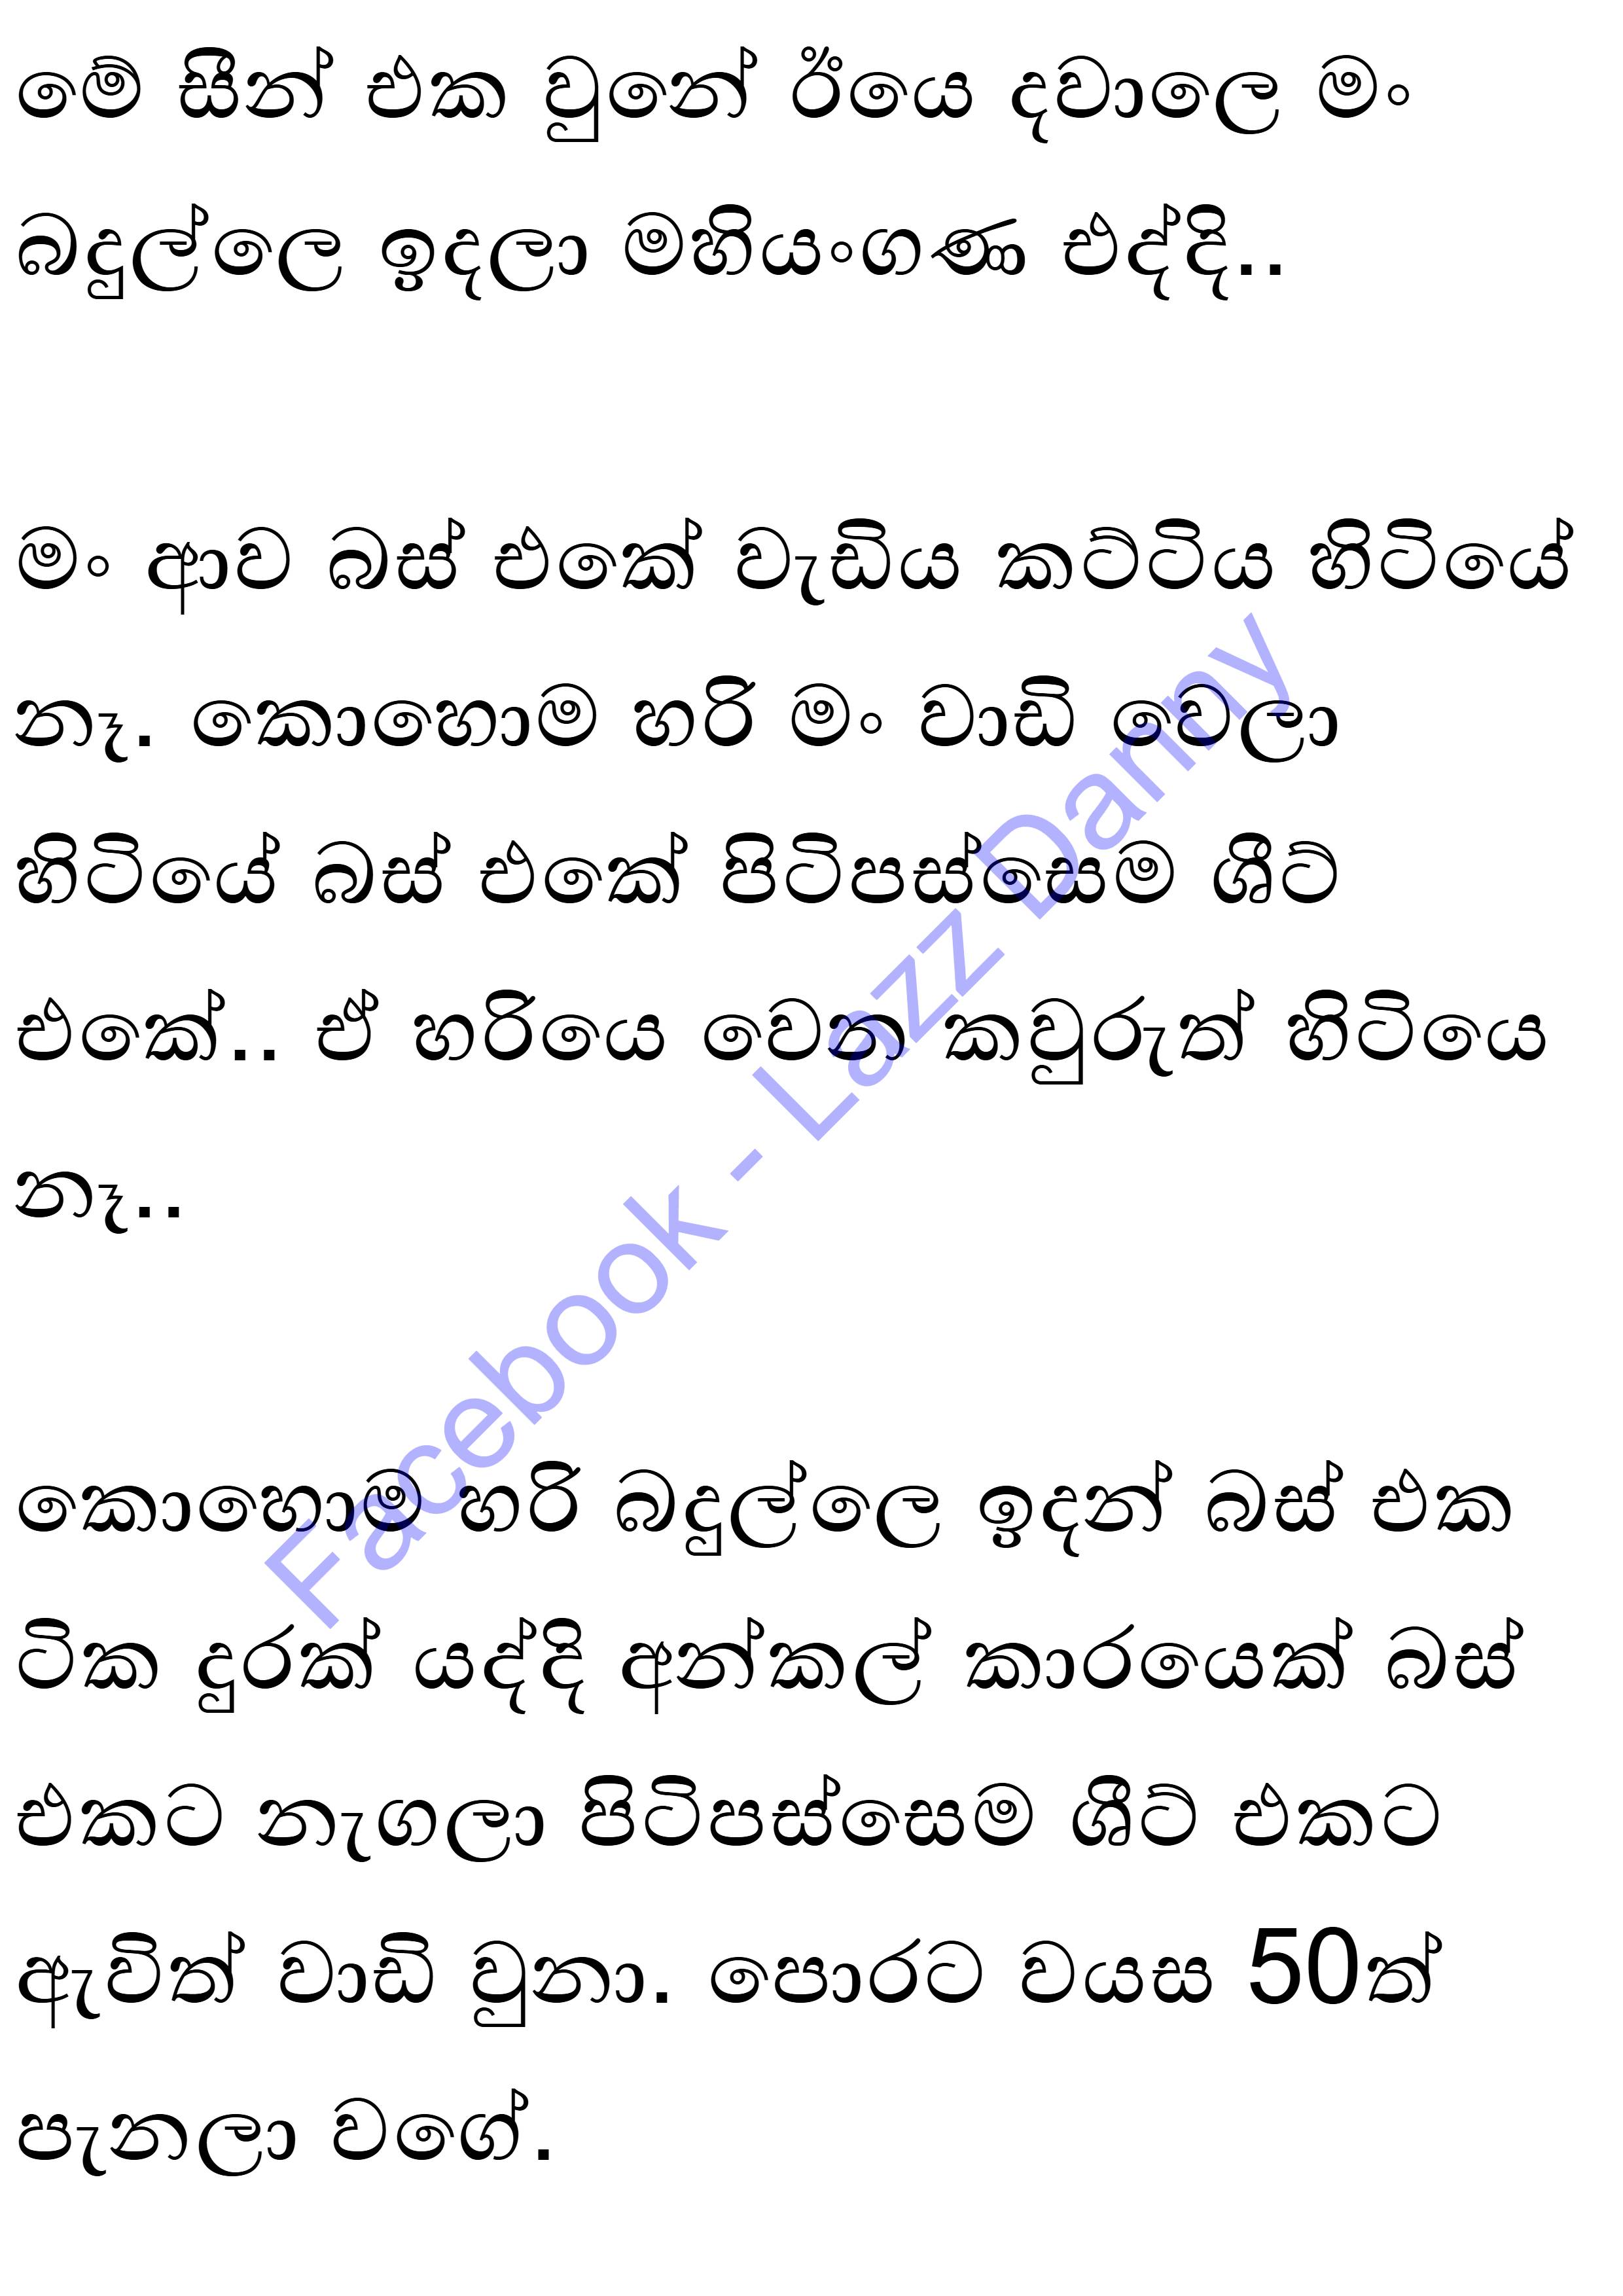 මේ සීන් එක වුනේ ඊයෙ දවාලෙ මං
බදුල්ලෙ ඉදලා මහියංගණ එද්දි..
මං ආව බස් එකේ වැඩිය කට්ටිය හිටියේ
නෑ. කොහොම හරි මං වාඩි වෙලා
හිටියේ බස් එකේ පිටිපස්සෙම ශීට්
එකේ.. ඒ හරියෙ වෙන කවුරුත් හිටියෙ
නෑ..
කොහොම හරි බදුල්ලෙ ඉදන් බස් එක
ටික දුරක් යද්දි අන්කල් කාරයෙක් බස්
එකට නැගලා පිටිපස්සෙම ශීට් එකට
ඇවිත් වාඩි වුනා. පොරට වයස 50ත්
පැනලා වගේ.
Facebook - Lazz Danny